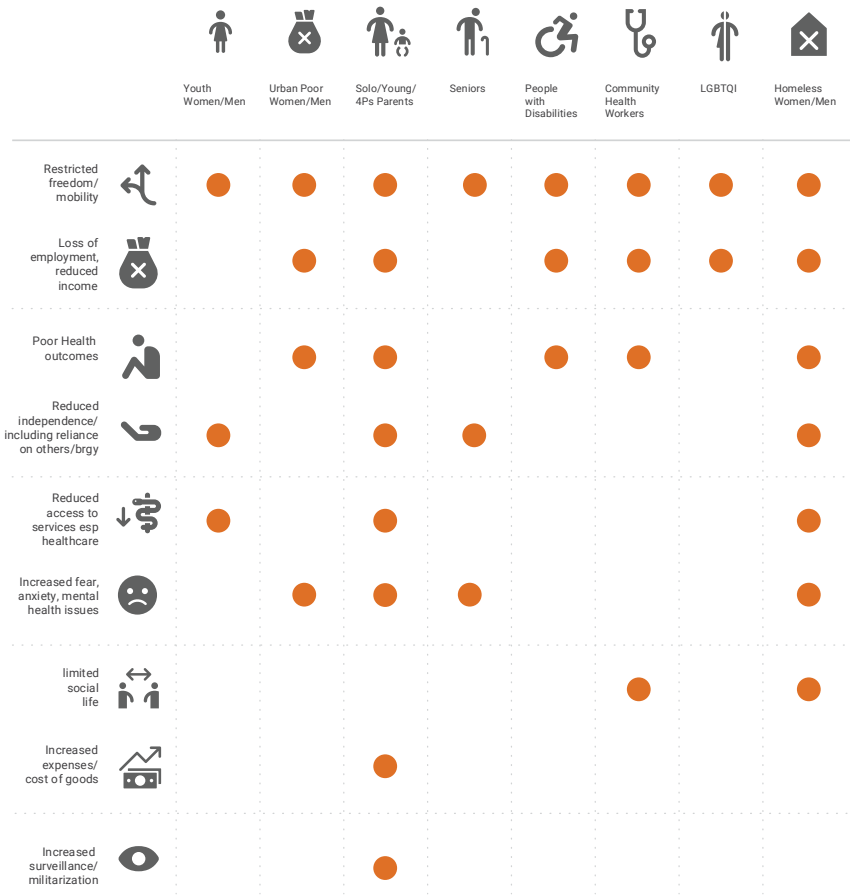 Youth
Women/Men
Urban Poor
Women/Men
Solo/Young/
4Ps Parents
Seniors
People
with
Disabilities
Community
Health
Workers
LGBTQI
Homeless
Women/Men
Restricted
freedom/
mobility
Loss of
employment,
reduced
income
Poor Health
outcomes
Reduced
independence/
including reliance
on others/brgy
Reduced
access to
services esp
healthcare
Increased fear,
anxiety, mental
health issues
limited
social
life
Increased
expenses/
cost of goods
Increased
surveillance/
militarization